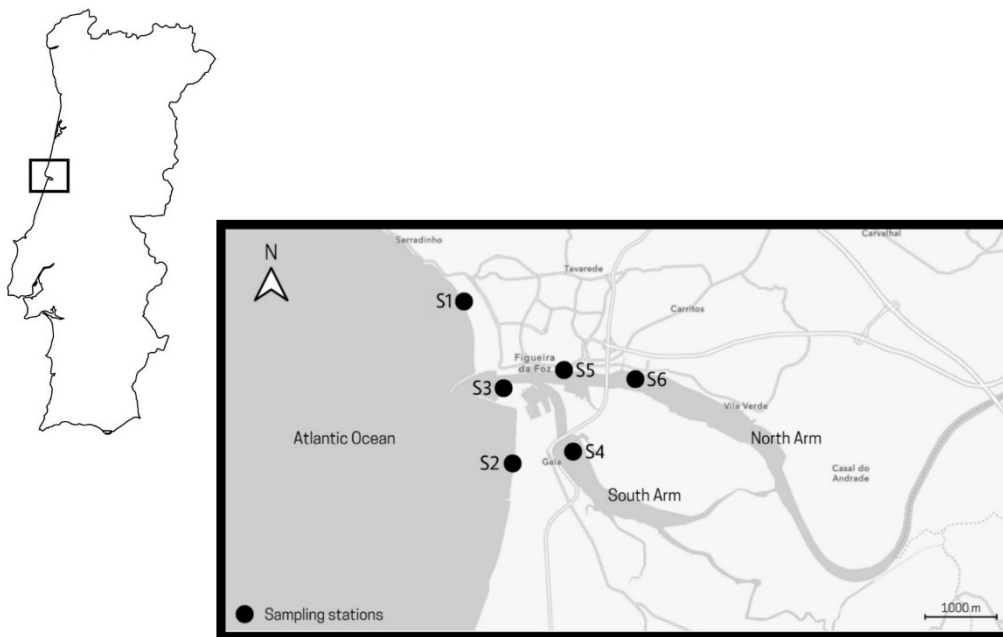 Serradinho
Carvalhal
N
Tavarede
S1
Carritos
Figueira
da Foz
S5
S3
S6
Vila Verde
Atlantic Ocean
North Arm
S2
Gala
S4
Casal do
Andrade
South Arm
Sampling stations
1000 m